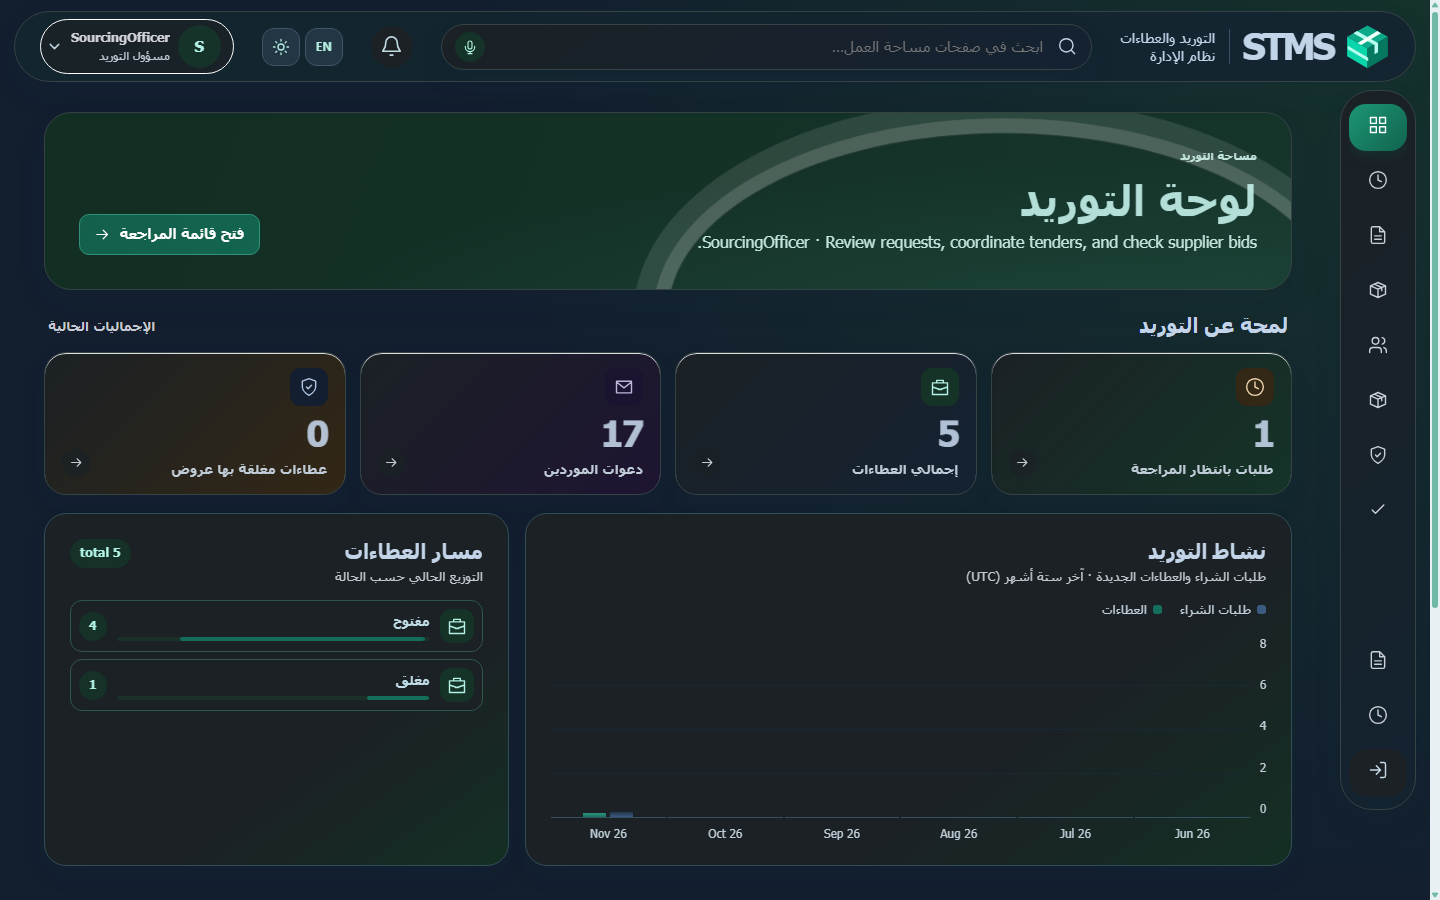 STMS
التوريد والعطاءات
نظام الإدارة
ابحث في صفحات مساحة العمل...
EN
S
SourcingOfficer
مسؤول التوريد
مساحة التوريد
لوحة التوريد
SourcingOfficer · Review requests, coordinate tenders, and check supplier bids.
فتح قائمة المراجعة
لمحة عن التوريد
الإجماليات الحالية
1
طلبات بانتظار المراجعة
5
إجمالي العطاءات
17
دعوات الموردين
0
عطاءات مغلقة بها عروض
نشاط التوريد
طلبات الشراء والعطاءات الجديدة · آخر ستة أشهر (UTC)
طلبات الشراء
العطاءات
8
6
4
2
0
Jun 26
Jul 26
Aug 26
Sep 26
Oct 26
Nov 26
مسار العطاءات
total 5
التوزيع الحالي حسب الحالة
مفتوح
4
مغلق
1